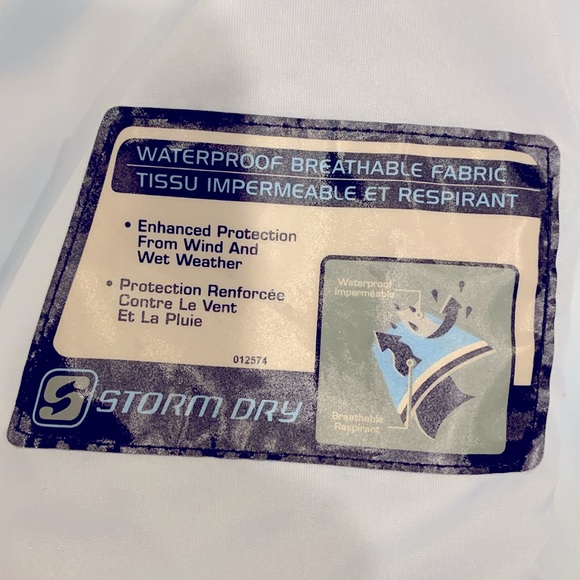 WATERPROOF BREATHABLE FABRIC
TISSU IMPERMEABLE ET RESPIRANT
• Enhanced Protection
From Wind And
Wet Weather
• Protection Renforcée
Contre Le Vent
Et La Pluie
012574
S STORM DRY
Waterproof
Imperméable
Breathable
Respirant